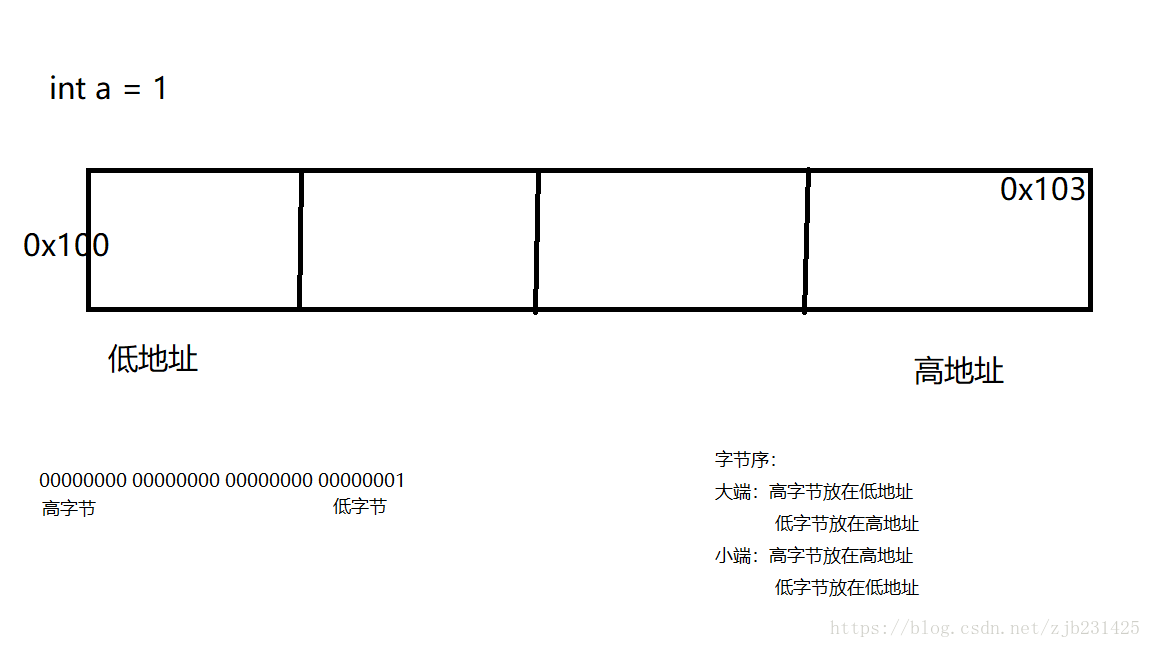 int a = 1
0x103
0x100
低地址
高地址
00000000 00000000 00000000 00000001
高字节 低字节
字节序：
大端：高字节放在低地址
低字节放在高地址
小端：高字节放在高地址
低字节放在低地址
https://blog.csdn.net/zjb231425